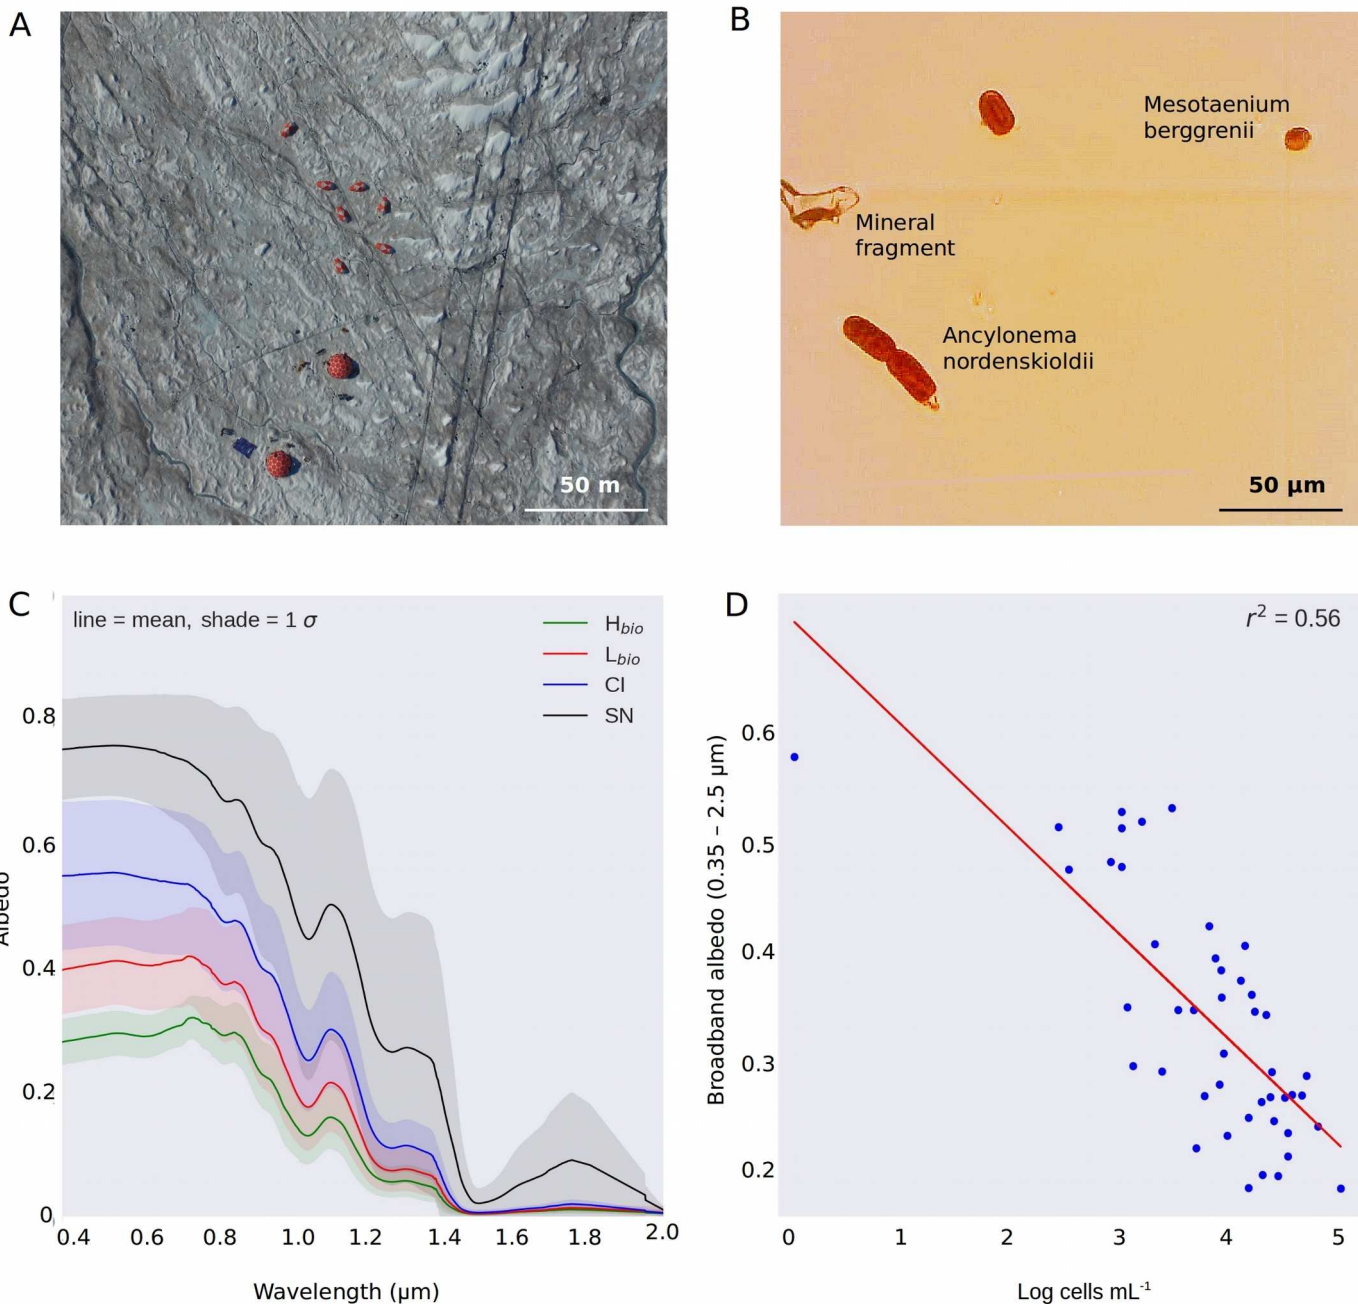 A
50 m
B
Mesotaenium
berggrenii
Mineral
fragment
Ancylonema
nordenskioldii
50 µm
C
line = mean, shade = 1 σ
H_bio
L_bio
CI
SN
0.8
0.6
0.4
0.2
0
Albedo
0.4 0.6 0.8 1.0 1.2 1.4 1.6 1.8 2.0
Wavelength (µm)
D
r² = 0.56
0.6
0.5
0.4
0.3
0.2
Broadband albedo (0.35 – 2.5 µm)
0 1 2 3 4 5
Log cells mL⁻¹